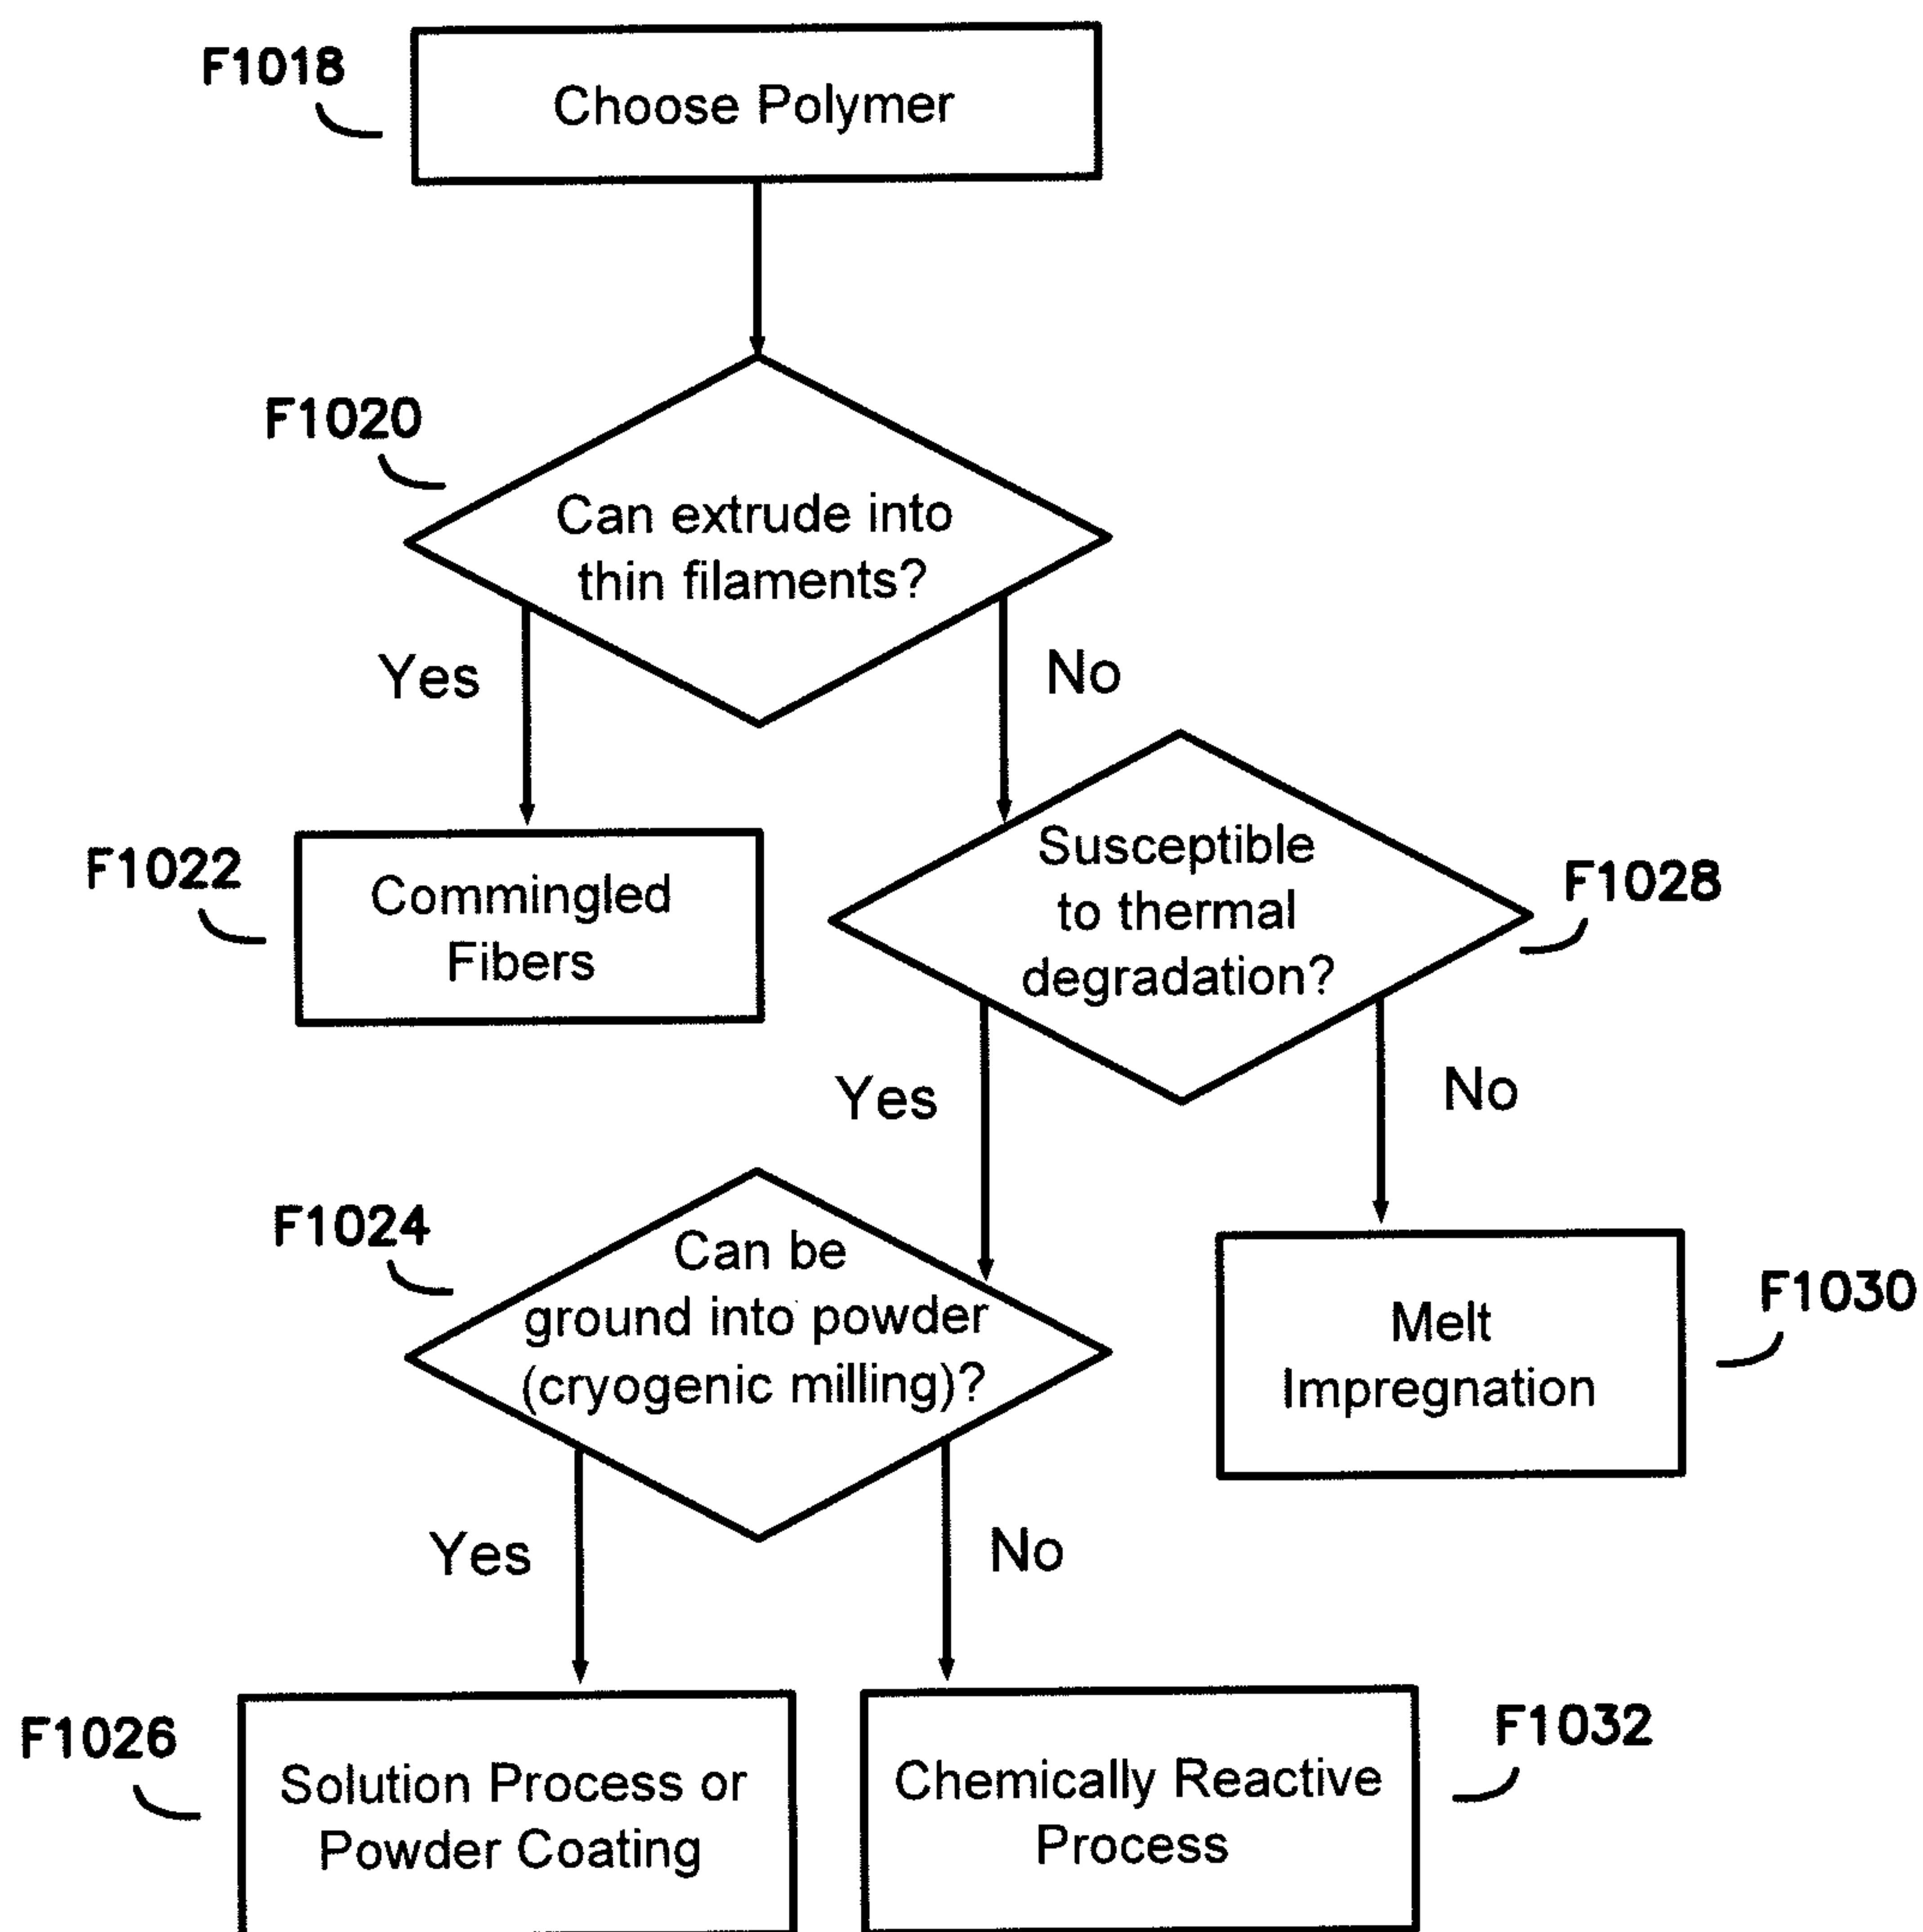 F1018
Choose Polymer
F1020
Can extrude into
thin filaments?
Yes
No
F1022
Commingled
Fibers
Susceptible
to thermal
degradation?
F1028
Yes
No
F1024
Can be
ground into powder
(cryogenic milling)?
Melt
Impregnation
F1030
Yes
No
F1026
Solution Process or
Powder Coating
Chemically Reactive
Process
F1032